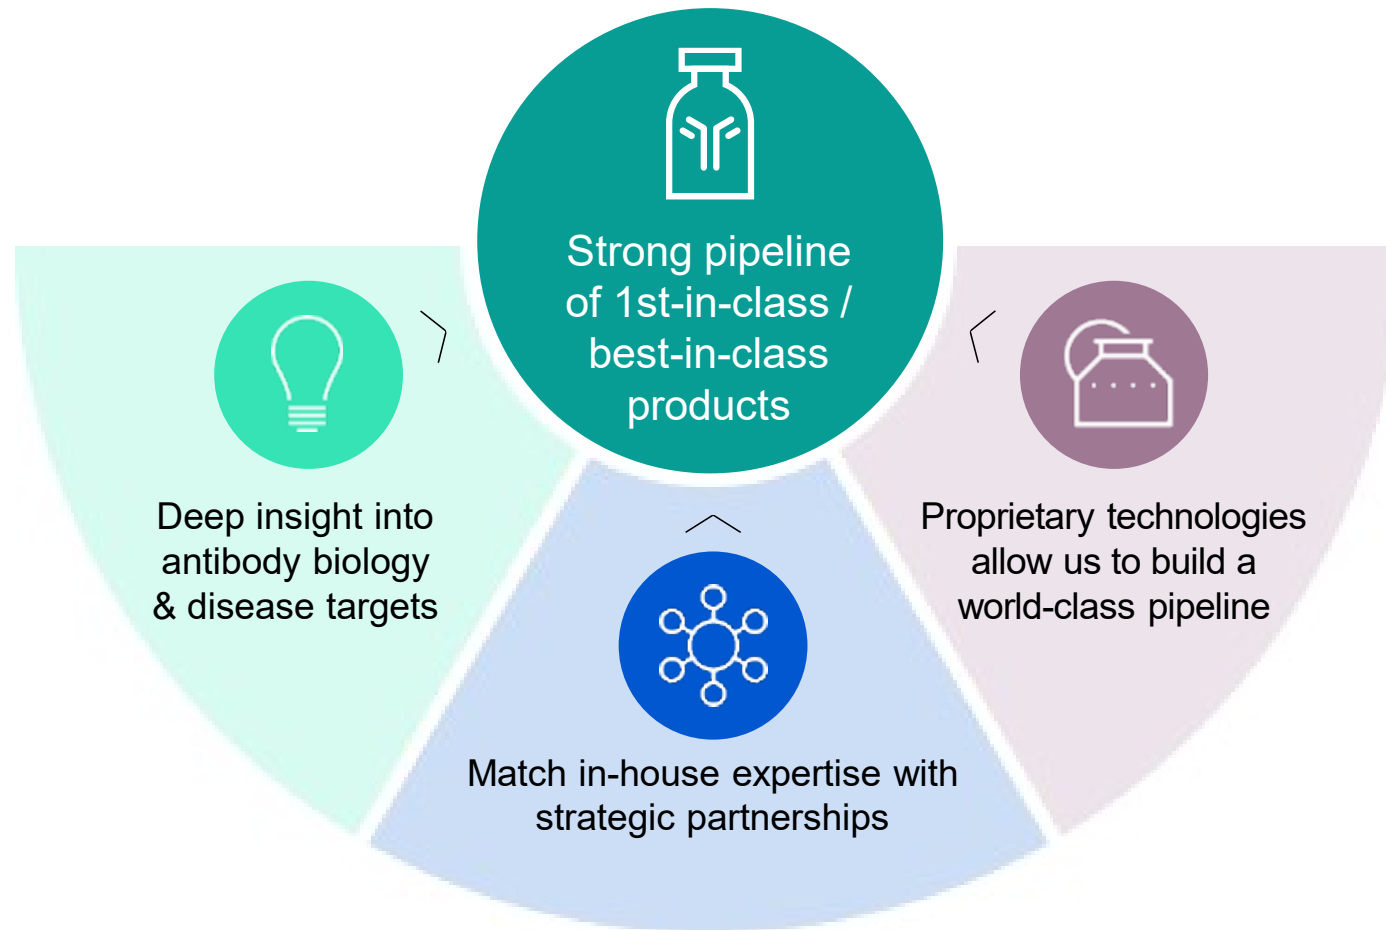 Strong pipeline
of 1st-in-class /
best-in-class
products
Deep insight into
antibody biology
& disease targets
Match in-house expertise with
strategic partnerships
Proprietary technologies
allow us to build a
world-class pipeline